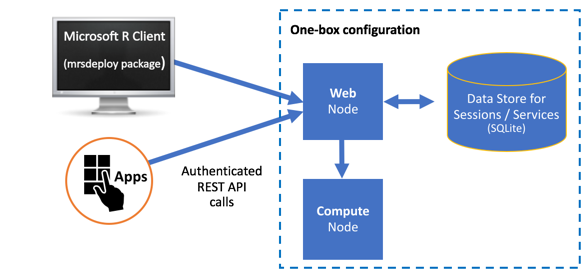 Microsoft R Client
(mrsdeploy package)
One-box configuration
Web
Node
Data Store for
Sessions / Services
(SQLite)
Apps
Authenticated
REST API
calls
Compute
Node